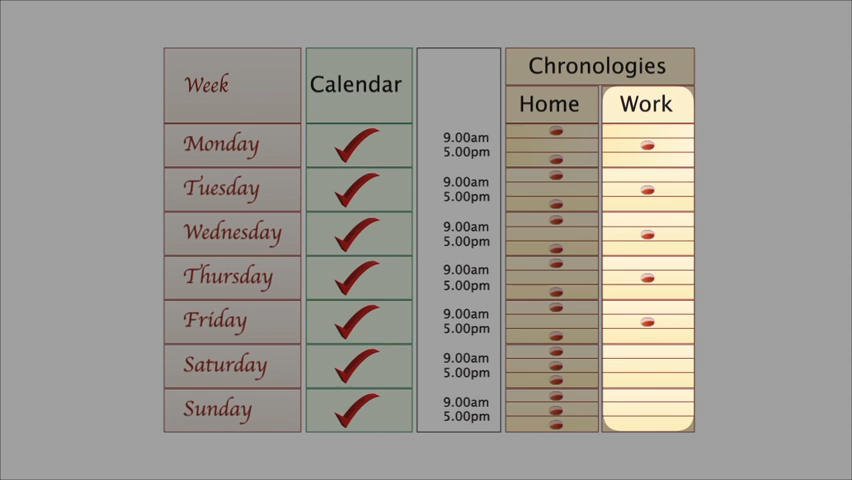 Week
Calendar
Chronologies
Home
Work
Monday
9.00am
5.00pm
Tuesday
9.00am
5.00pm
Wednesday
9.00am
5.00pm
Thursday
9.00am
5.00pm
Friday
9.00am
5.00pm
Saturday
9.00am
5.00pm
Sunday
9.00am
5.00pm